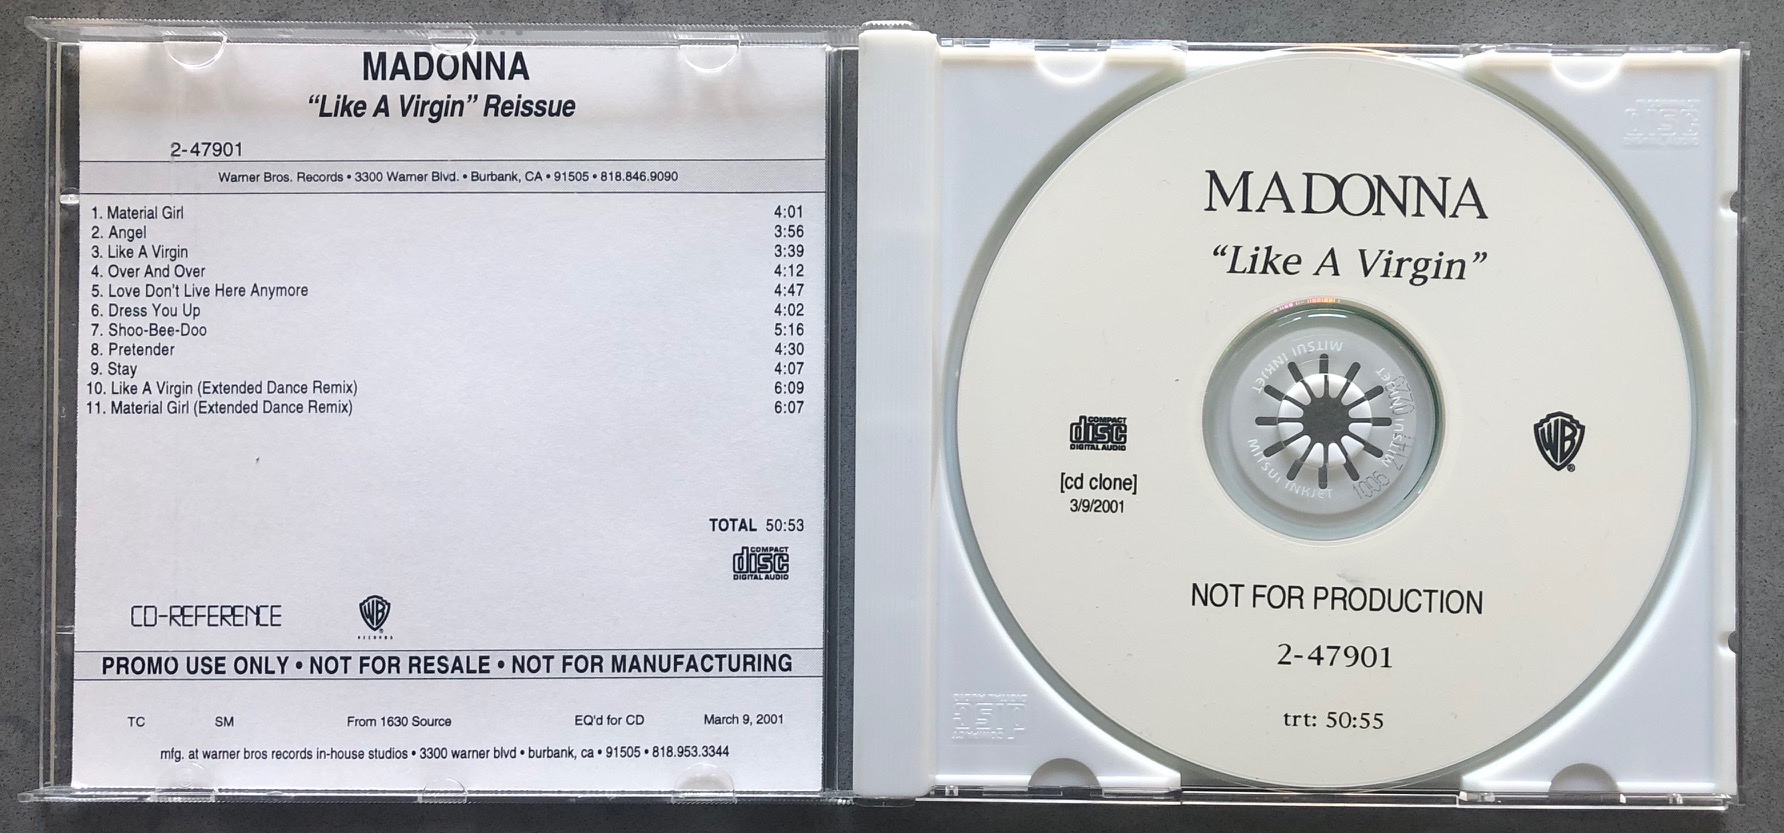 MADONNA
“Like A Virgin” Reissue
2-47901
Warner Bros. Records • 3300 Warner Blvd. • Burbank, CA • 91505 • 818.846.9090
1. Material Girl 4:01
2. Angel 3:56
3. Like A Virgin 3:39
4. Over And Over 4:12
5. Love Don't Live Here Anymore 4:47
6. Dress You Up 4:02
7. Shoo-Bee-Doo 5:16
8. Pretender 4:30
9. Stay 4:07
10. Like A Virgin (Extended Dance Remix) 6:09
11. Material Girl (Extended Dance Remix) 6:07
TOTAL 50:53
COMPACT
disc
DIGITAL AUDIO
CD-REFERENCE
WB
RECORDS
PROMO USE ONLY • NOT FOR RESALE • NOT FOR MANUFACTURING
TC SM From 1630 Source EQ'd for CD March 9, 2001
mfg. at warner bros records in-house studios • 3300 warner blvd • burbank, ca • 91505 • 818.953.3344
MADONNA
“Like A Virgin”
MITSUI INKJET
MITSUI INKJET
COMPACT
disc
DIGITAL AUDIO
WB
[cd clone]
3/9/2001
NOT FOR PRODUCTION
2-47901
trt: 50:55